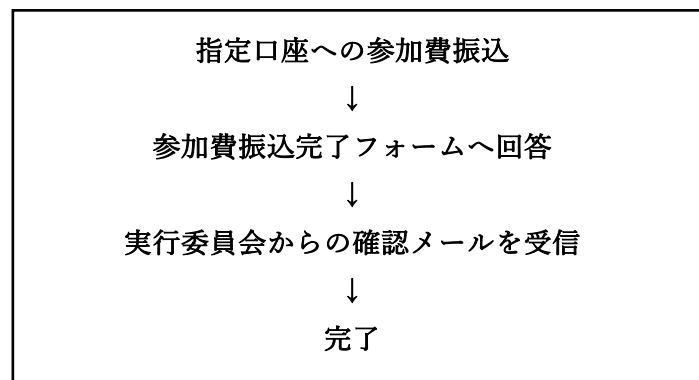 指定口座への参加費振込
↓
参加費振込完了フォームへ回答
↓
実行委員会からの確認メールを受信
↓
完了